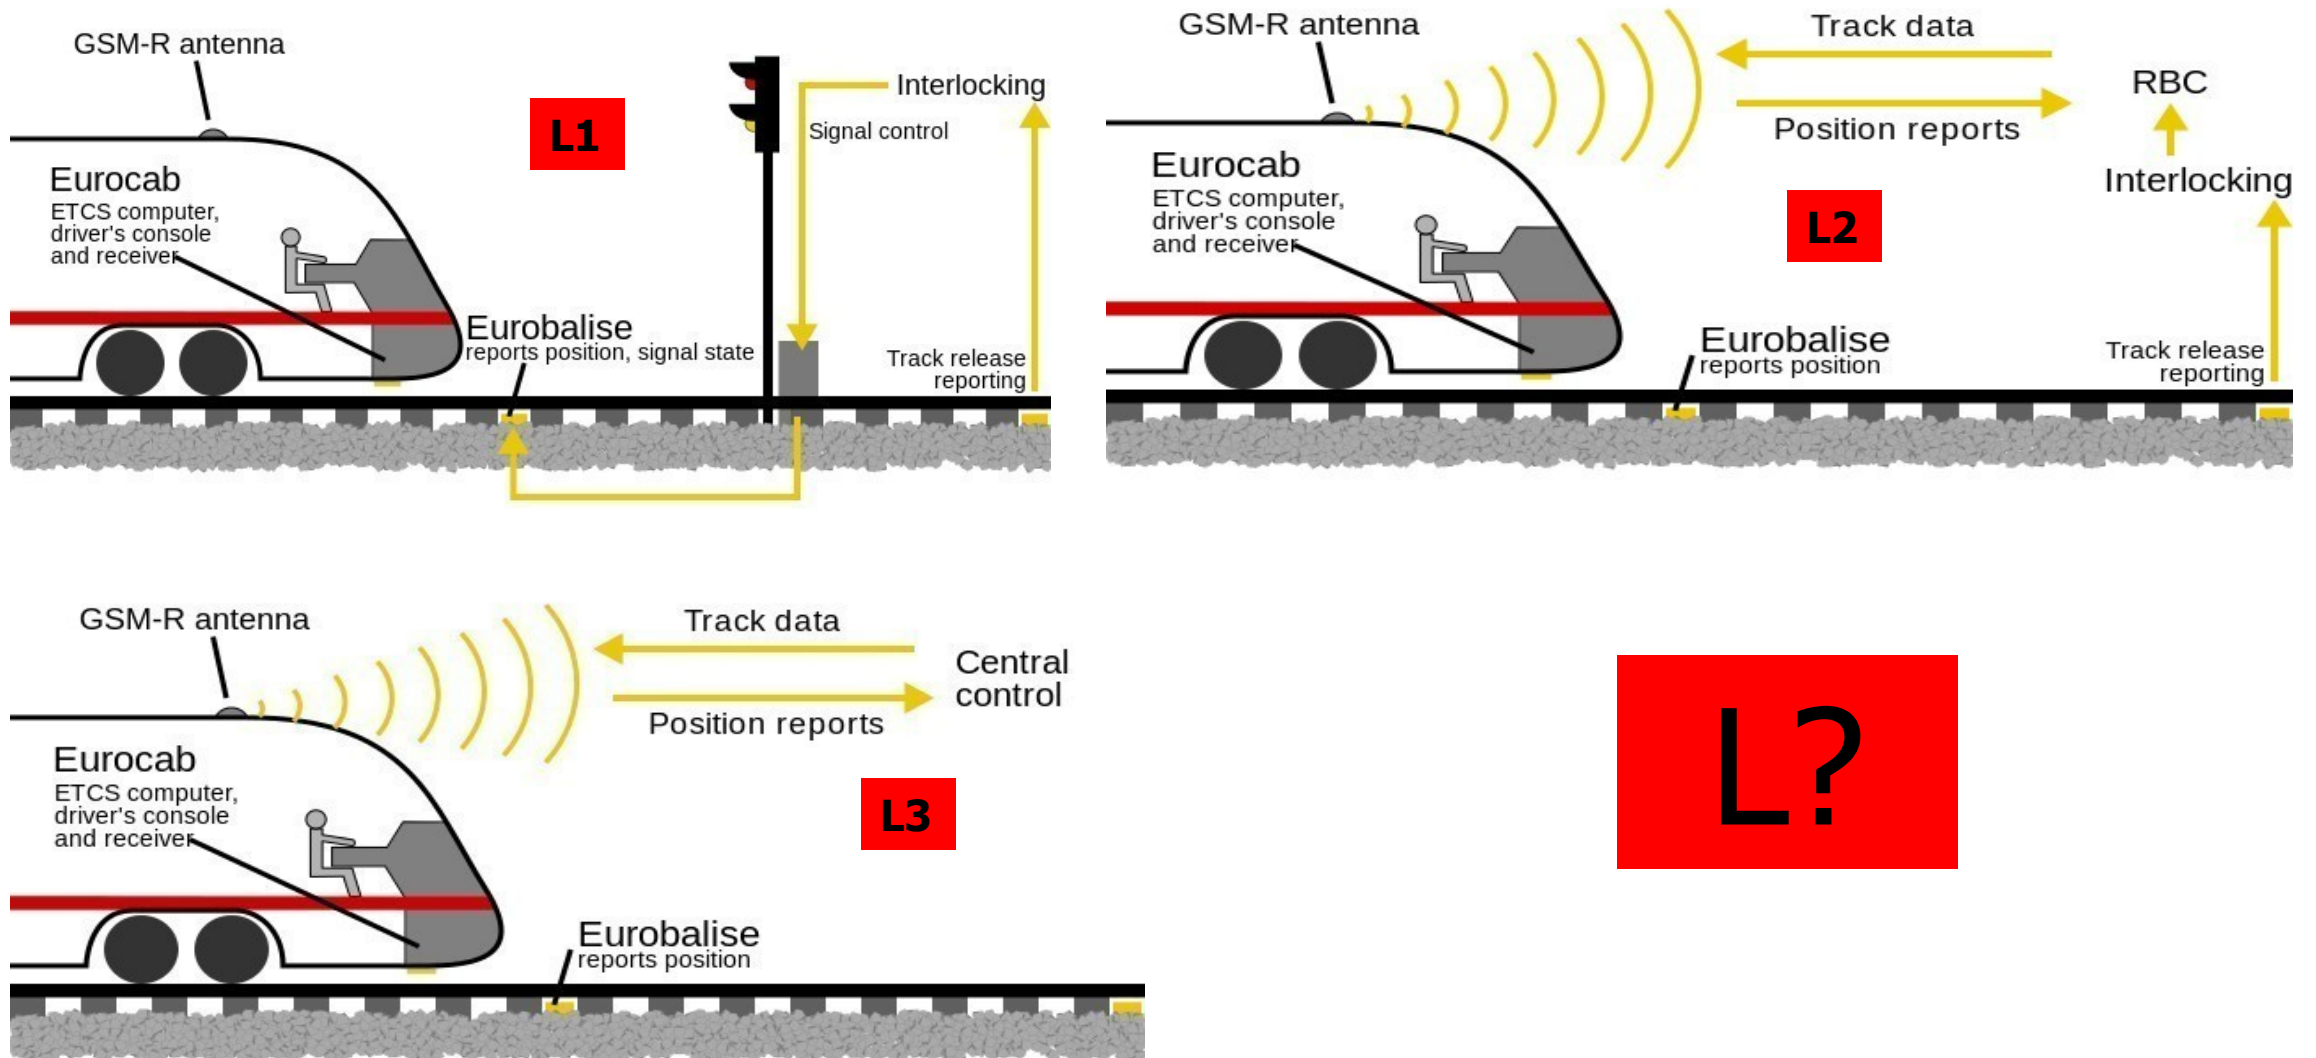 GSM-R antenna
L1
Interlocking
Signal control
Eurocab
ETCS computer,
driver's console
and receiver
Eurobalise
reports position, signal state
Track release
reporting
GSM-R antenna
Track data
RBC
Position reports
Interlocking
Eurocab
ETCS computer,
driver's console
and receiver
L2
Eurobalise
reports position
Track release
reporting
GSM-R antenna
Track data
Central
control
Position reports
Eurocab
ETCS computer,
driver's console
and receiver
L3
Eurobalise
reports position
L?